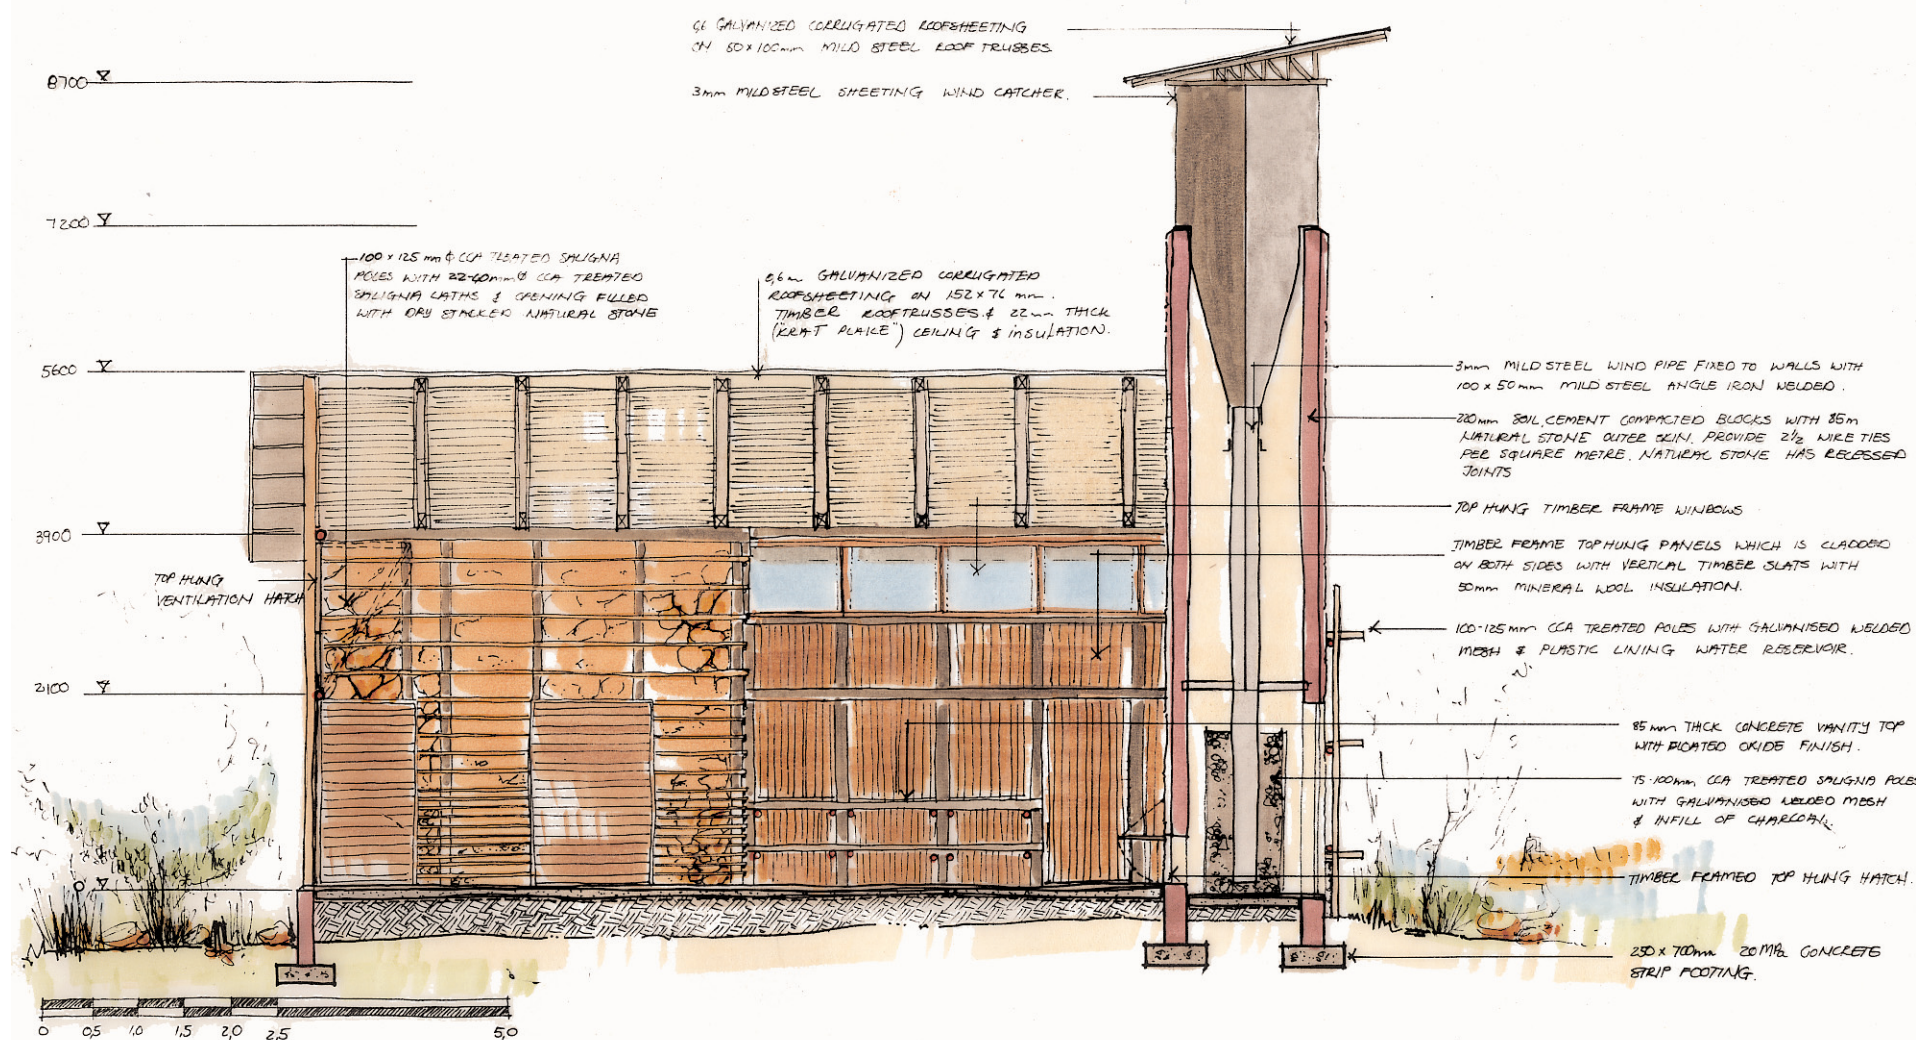 0,6 GALVANIZED CORRUGATED ROOFSHEETING
ON 50 x 100mm MILD STEEL ROOF TRUSSES
3mm MILD STEEL SHEETING WIND CATCHER.
8700
7200
5600
3900
2100
0
100 x 125 mm ϕ CCA TREATED SALIGNA
POLES WITH 22-40mm ϕ CCA TREATED
SALIGNA LATHS & OPENING FILLED
WITH DRY STACKED NATURAL STONE
0,6m GALVANIZED CORRUGATED
ROOFSHEETING ON 152 x 76 mm.
TIMBER ROOFTRUSSES & 22mm THICK
("KRAT PLANKE") CEILING & INSULATION.
TOP HUNG
VENTILATION HATCH
3mm MILD STEEL WIND PIPE FIXED TO WALLS WITH
100 x 50mm MILD STEEL ANGLE IRON WELDED.
220mm SOIL CEMENT COMPACTED BLOCKS WITH 85m
NATURAL STONE OUTER SKIN. PROVIDE 2½ WIRE TIES
PER SQUARE METRE. NATURAL STONE HAS RECESSED
JOINTS
TOP HUNG TIMBER FRAME WINDOWS
TIMBER FRAME TOPHUNG PANELS WHICH IS CLADDED
ON BOTH SIDES WITH VERTICAL TIMBER SLATS WITH
50mm MINERAL WOOL INSULATION.
100-125mm CCA TREATED POLES WITH GALVANISED WELDED
MESH & PLASTIC LINING WATER RESERVOIR.
85mm THICK CONCRETE VANITY TOP
WITH FLOATED OXIDE FINISH.
75-100mm CCA TREATED SALIGNA POLES
WITH GALVANISED WELDED MESH
& INFILL OF CHARCOAL.
TIMBER FRAMED TOP HUNG HATCH.
250 x 700mm 20MPa CONCRETE
STRIP FOOTING.
0 0,5 1,0 1,5 2,0 2,5 5,0